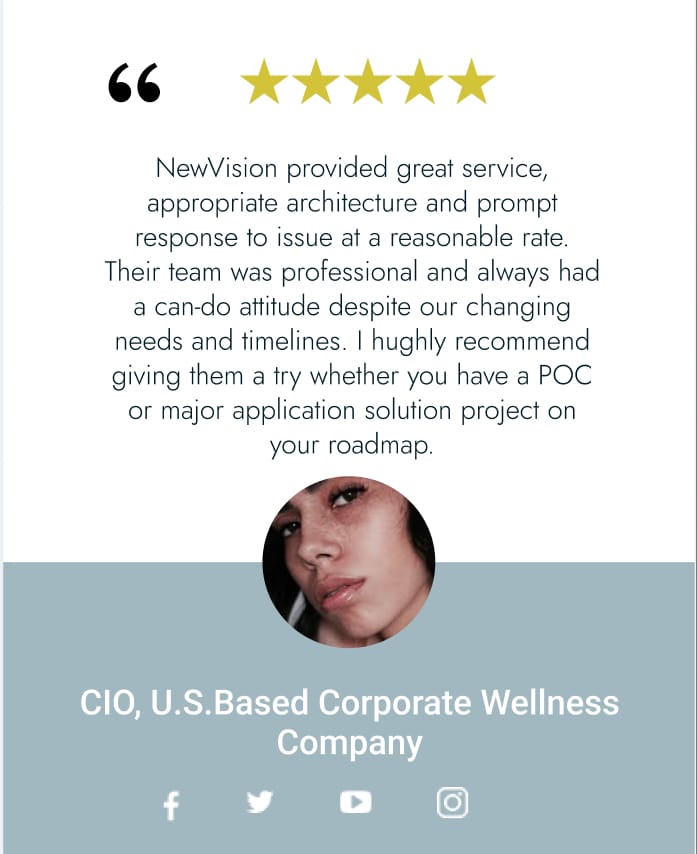 NewVision provided great service,
appropriate architecture and prompt
response to issue at a reasonable rate.
Their team was professional and always had
a can-do attitude despite our changing
needs and timelines. I hughly recommend
giving them a try whether you have a POC
or major application solution project on
your roadmap.
CIO, U.S.Based Corporate Wellness
Company